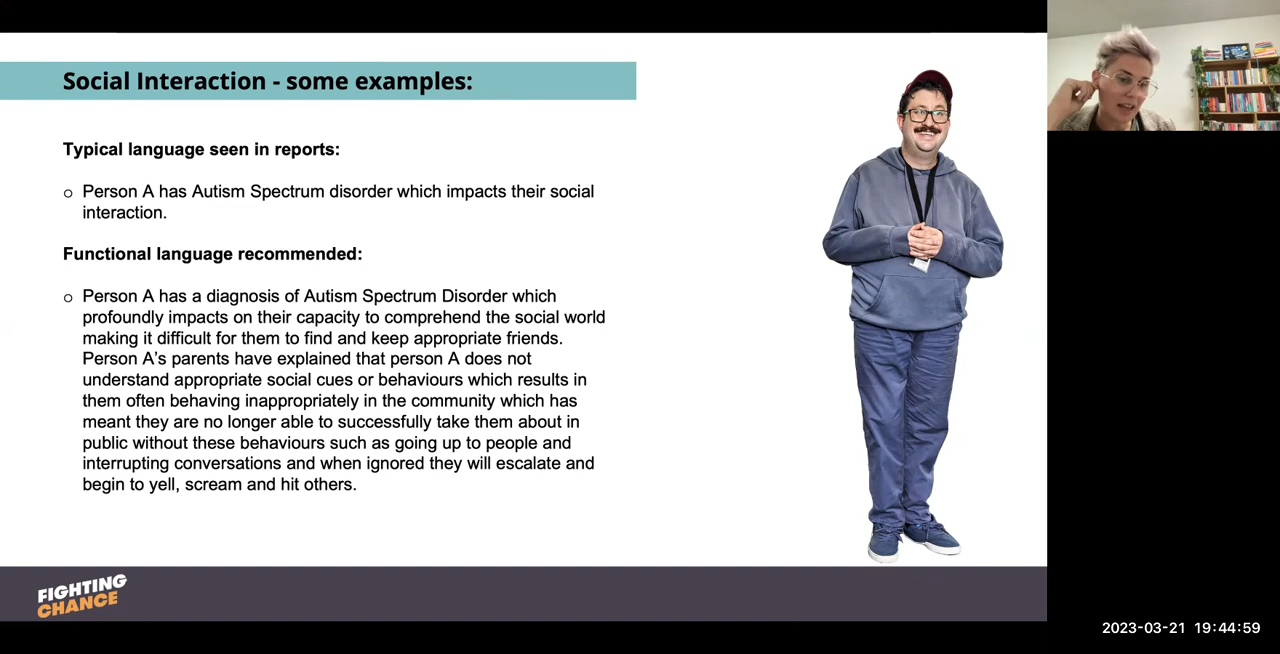 Social Interaction - some examples:
Typical language seen in reports:
Person A has Autism Spectrum disorder which impacts their social
interaction.
Functional language recommended:
Person A has a diagnosis of Autism Spectrum Disorder which
profoundly impacts on their capacity to comprehend the social world
making it difficult for them to find and keep appropriate friends.
Person A’s parents have explained that person A does not
understand appropriate social cues or behaviours which results in
them often behaving inappropriately in the community which has
meant they are no longer able to successfully take them about in
public without these behaviours such as going up to people and
interrupting conversations and when ignored they will escalate and
begin to yell, scream and hit others.
FIGHTING
CHANCE
2023-03-21 19:44:59